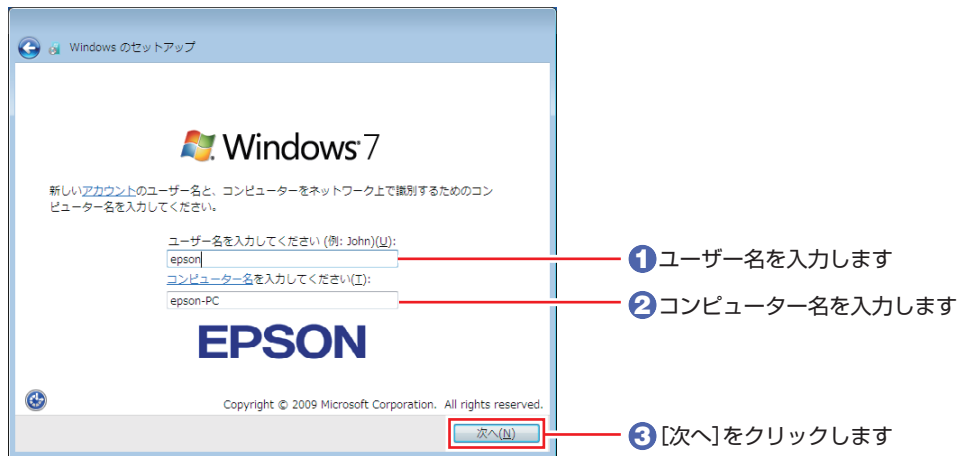 Windows のセットアップ
Windows 7
新しいアカウントのユーザー名と、コンピューターをネットワーク上で識別するためのコン
ピューター名を入力してください。
ユーザー名を入力してください (例: John)(U):
epson
コンピューター名を入力してください(T):
epson-PC
EPSON
Copyright © 2009 Microsoft Corporation. All rights reserved.
次へ(N)
1 ユーザー名を入力します
2 コンピューター名を入力します
3 [次へ]をクリックします